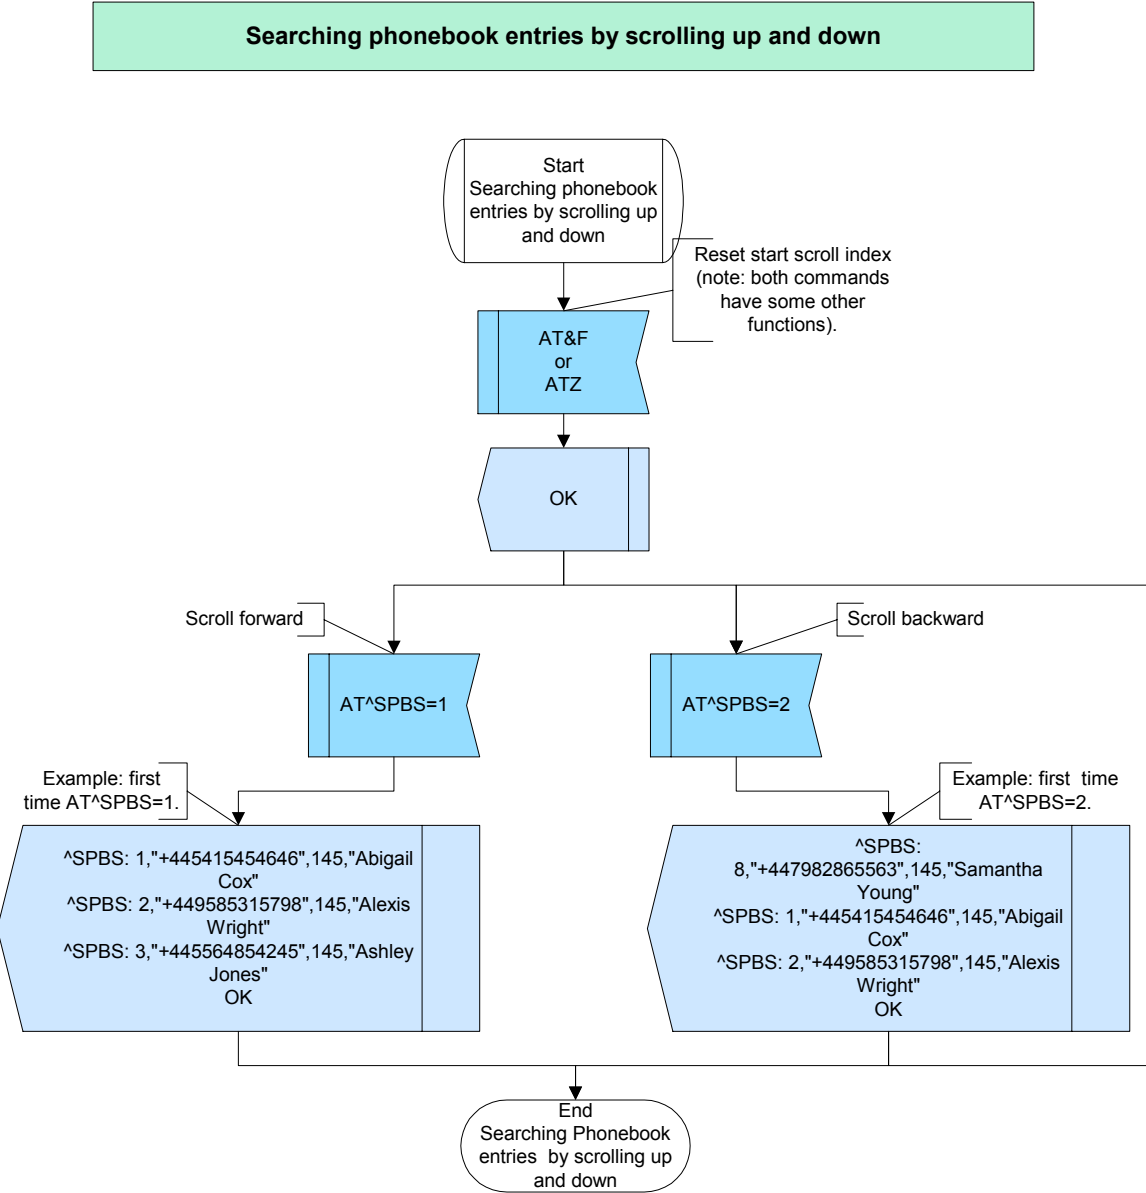 Searching phonebook entries by scrolling up and down
Start
Searching phonebook
entries by scrolling up
and down
Reset start scroll index
(note: both commands
have some other
functions).
AT&F
or
ATZ
OK
Scroll forward
Scroll backward
AT^SPBS=1
AT^SPBS=2
Example: first
time AT^SPBS=1.
Example: first  time
AT^SPBS=2.
^SPBS: 1,"+445415454646",145,"Abigail
Cox"
^SPBS: 2,"+449585315798",145,"Alexis
Wright"
^SPBS: 3,"+445564854245",145,"Ashley
Jones"
OK
^SPBS:
8,"+447982865563",145,"Samantha
Young"
^SPBS: 1,"+445415454646",145,"Abigail
Cox"
^SPBS: 2,"+449585315798",145,"Alexis
Wright"
OK
End
Searching Phonebook
entries  by scrolling up
and down